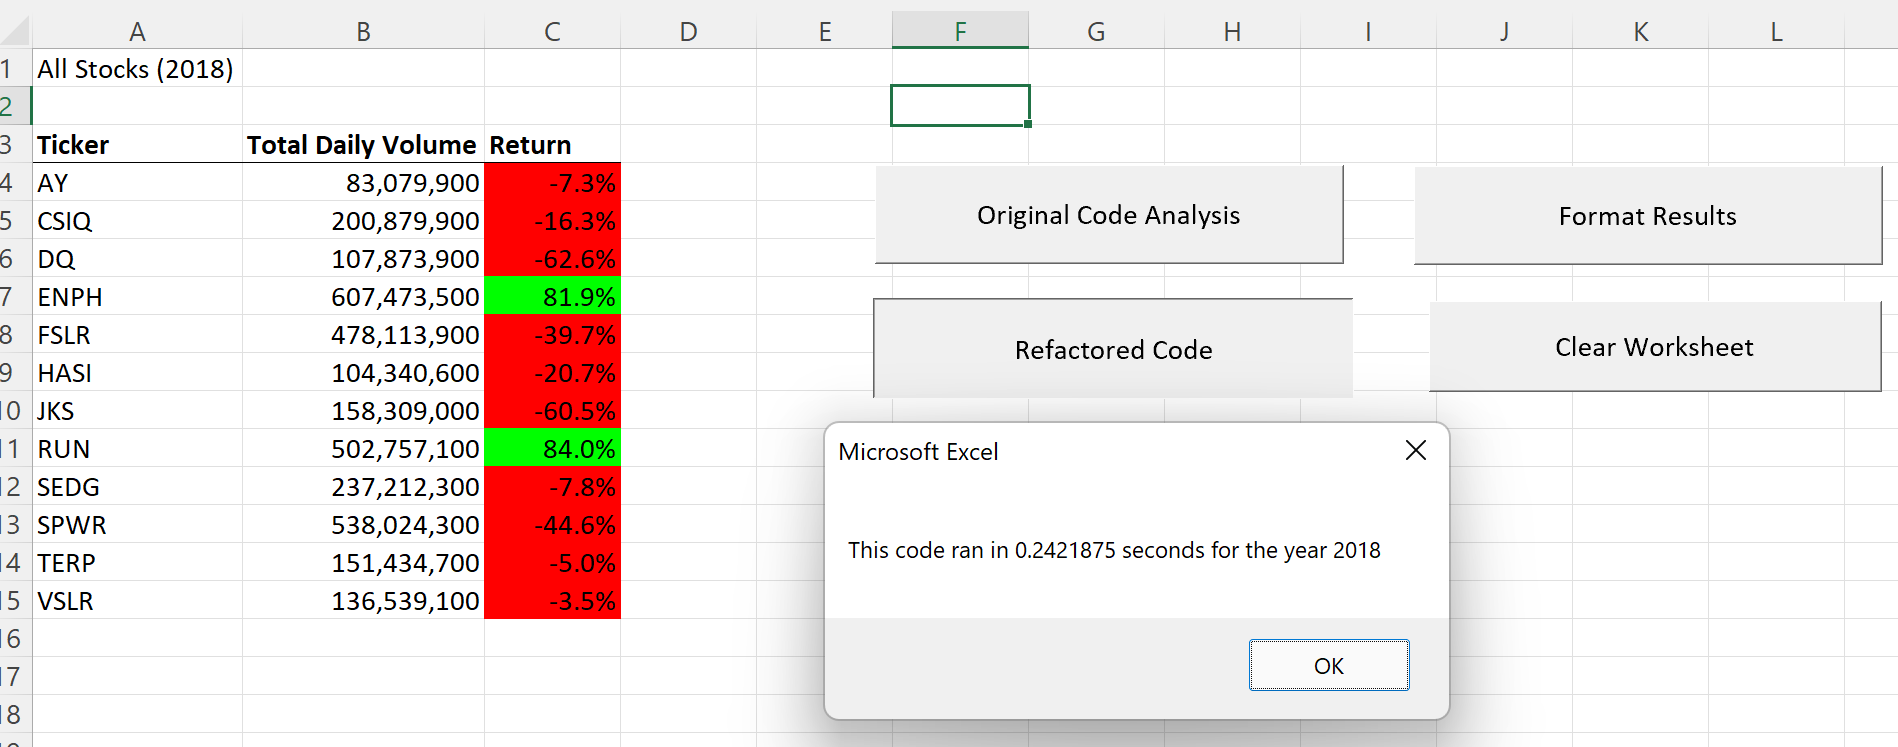 A B C D E F G H I J K L
1 All Stocks (2018)
2
3 Ticker Total Daily Volume Return
4 AY 83,079,900 -7.3%
5 CSIQ 200,879,900 -16.3%
6 DQ 107,873,900 -62.6%
7 ENPH 607,473,500 81.9%
8 FSLR 478,113,900 -39.7%
9 HASI 104,340,600 -20.7%
10 JKS 158,309,000 -60.5%
11 RUN 502,757,100 84.0%
12 SEDG 237,212,300 -7.8%
13 SPWR 538,024,300 -44.6%
14 TERP 151,434,700 -5.0%
15 VSLR 136,539,100 -3.5%
16
17
18
Original Code Analysis
Format Results
Refactored Code
Clear Worksheet
Microsoft Excel
This code ran in 0.2421875 seconds for the year 2018
OK